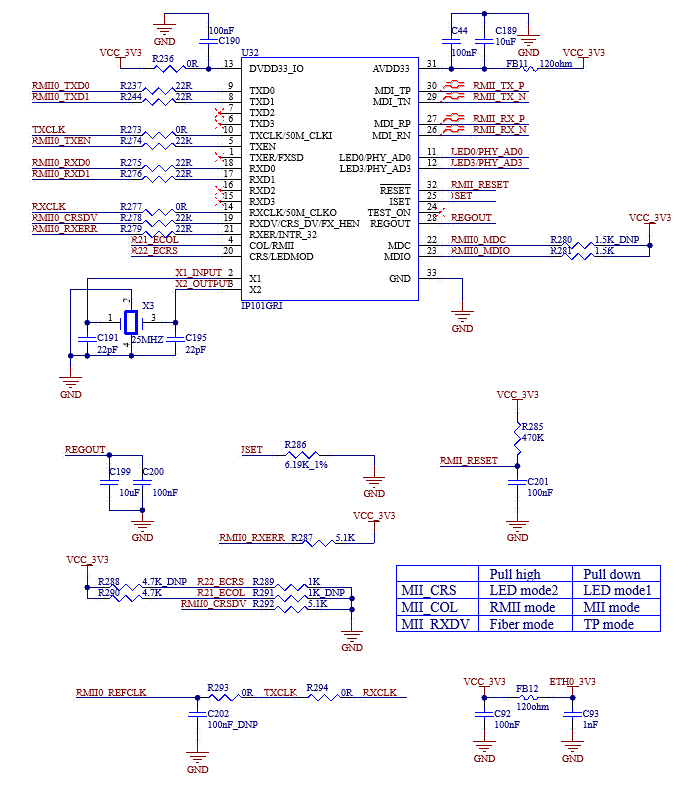 100nF
C190
GND
VCC_3V3
R236
0R
U32
C44
100nF
C189
10uF
GND
FB11
120ohm
VCC_3V3
13 DVDD33_IO AVDD33 31
RMII0_TXD0 R237 22R 9 TXD0 MDI_TP 30 RMII_TX_P
RMII0_TXD1 R244 22R 8 TXD1 MDI_TN 29 RMII_TX_N
7 TXD2
6 TXD3 MDI_RP 27 RMII_RX_P
TXCLK R273 0R 10 TXCLK/50M_CLKI MDI_RN 26 RMII_RX_N
RMII0_TXEN R274 22R 5 TXEN
1 TXER/FXSD LED0/PHY_AD0 11 LED0/PHY_AD0
RMII0_RXD0 R275 22R 18 RXD0 LED3/PHY_AD3 12 LED3/PHY_AD3
RMII0_RXD1 R276 22R 17 RXD1
16 RXD2 RESET 32 RMII_RESET
15 RXD3 ISET 25 ISET
RXCLK R277 0R 14 RXCLK/50M_CLKO TEST_ON 24
RMII0_CRSDV R278 22R 19 RXDV/CRS_DV/FX_HEN REGOUT 28 REGOUT
RMII0_RXERR R279 22R 21 RXER/INTR_32
R21_ECOL 4 COL/RMII MDC 22 RMII0_MDC R280 1.5K_DNP
R22_ECRS 20 CRS/LEDMOD MDIO 23 RMII0_MDIO R281 1.5K
VCC_3V3
X1_INPUT 2 X1 GND 33
X2_OUTPUT 3 X2
IP101GRI
GND
X3
2
1
3
4
25MHZ
C191
22pF
C195
22pF
GND
REGOUT
C199
10uF
C200
100nF
GND
ISET
R286
6.19K_1%
GND
VCC_3V3
R285
470K
RMII_RESET
C201
100nF
GND
VCC_3V3
RMII0_RXERR R287 5.1K
VCC_3V3
R288 4.7K_DNP R22_ECRS R289 1K
R290 4.7K R21_ECOL R291 1K_DNP
RMII0_CRSDV R292 5.1K
GND
Pull high Pull down
MII_CRS LED mode2 LED mode1
MII_COL RMII mode MII mode
MII_RXDV Fiber mode TP mode
RMII0_REFCLK R293 0R TXCLK R294 0R RXCLK
C202
100nF_DNP
GND
VCC_3V3
FB12
120ohm
ETH0_3V3
C92
100nF
C93
1nF
GND
GND